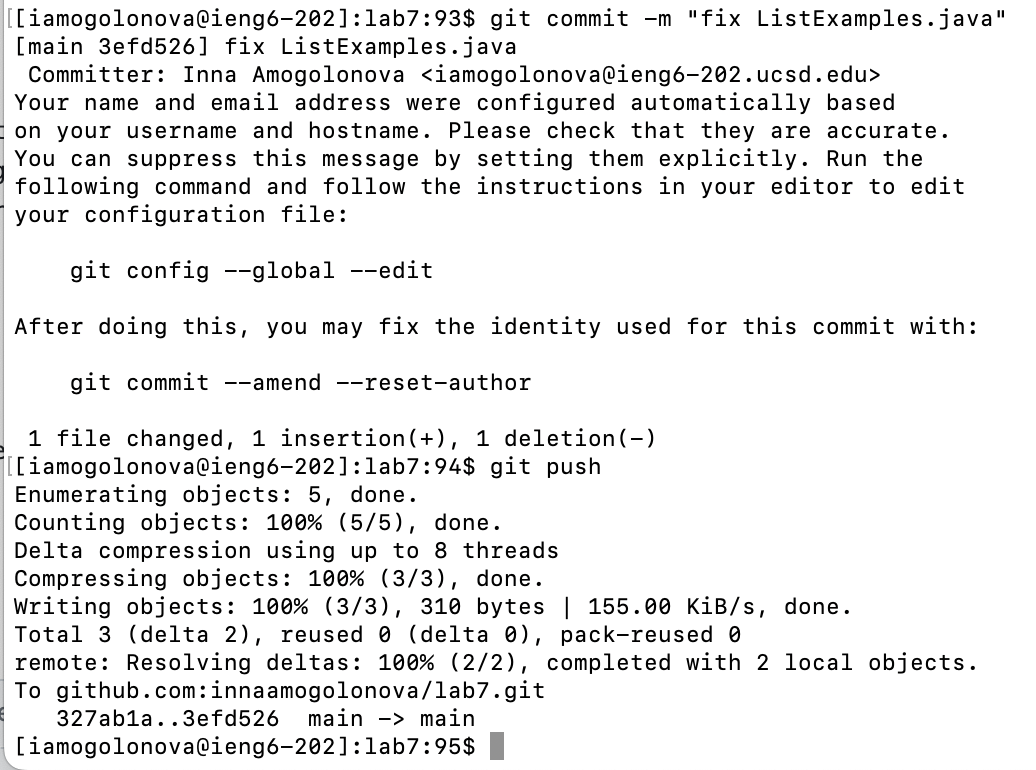 [[iamogolonova@ieng6-202]:lab7:93$ git commit -m "fix ListExamples.java"
[main 3efd526] fix ListExamples.java
 Committer: Inna Amogolonova <iamogolonova@ieng6-202.ucsd.edu>
Your name and email address were configured automatically based
on your username and hostname. Please check that they are accurate.
You can suppress this message by setting them explicitly. Run the
following command and follow the instructions in your editor to edit
your configuration file:

    git config --global --edit

After doing this, you may fix the identity used for this commit with:

    git commit --amend --reset-author

 1 file changed, 1 insertion(+), 1 deletion(-)
[[iamogolonova@ieng6-202]:lab7:94$ git push
Enumerating objects: 5, done.
Counting objects: 100% (5/5), done.
Delta compression using up to 8 threads
Compressing objects: 100% (3/3), done.
Writing objects: 100% (3/3), 310 bytes | 155.00 KiB/s, done.
Total 3 (delta 2), reused 0 (delta 0), pack-reused 0
remote: Resolving deltas: 100% (2/2), completed with 2 local objects.
To github.com:innaamogolonova/lab7.git
   327ab1a..3efd526  main -> main
[iamogolonova@ieng6-202]:lab7:95$